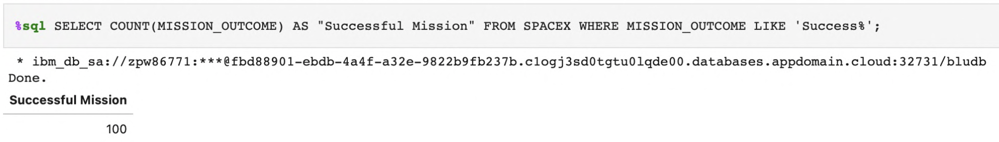 %sql SELECT COUNT(MISSION_OUTCOME) AS "Successful Mission" FROM SPACEX WHERE MISSION_OUTCOME LIKE 'Success%';
* ibm_db_sa://zpw86771:***@fbd88901-ebdb-4a4f-a32e-9822b9fb237b.c1ogj3sd0tgtu0lqde00.databases.appdomain.cloud:32731/bludb
Done.
Successful Mission
100